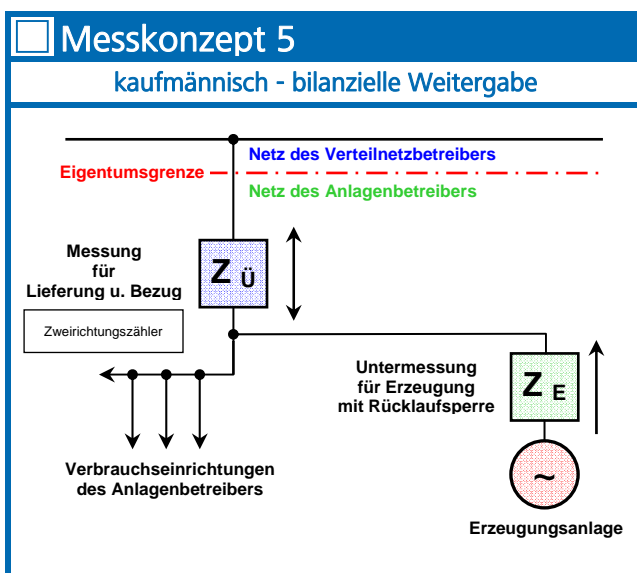 Messkonzept 5
kaufmännisch - bilanzielle Weitergabe
Netz des Verteilnetzbetreibers
Eigentumsgrenze
Netz des Anlagenbetreibers
Messung
für
Lieferung u. Bezug
Z Ü
Zweirichtungszähler
Untermessung
für Erzeugung
mit Rücklaufsperre
Z E
~
Verbrauchseinrichtungen
des Anlagenbetreibers
Erzeugungsanlage